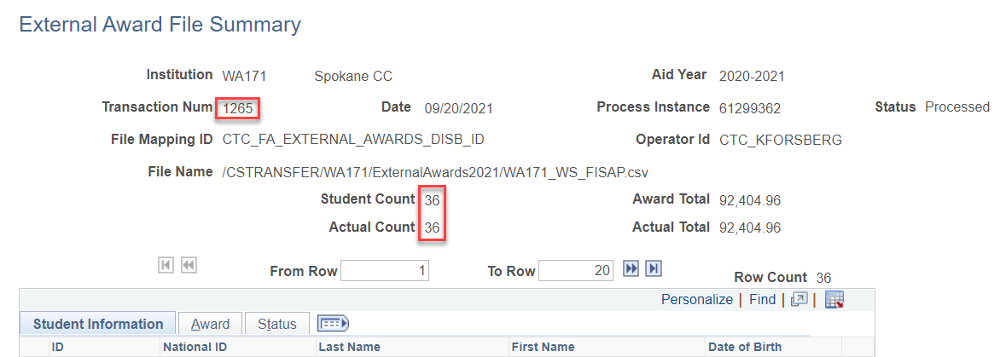 External Award File Summary
Institution WA171 Spokane CC Aid Year 2020-2021
Transaction Num 1265 Date 09/20/2021 Process Instance 61299362 Status Processed
File Mapping ID CTC_FA_EXTERNAL_AWARDS_DISB_ID Operator Id CTC_KFORSBERG
File Name /CSTRANSFER/WA171/ExternalAwards2021/WA171_WS_FISAP.csv
Student Count 36 Award Total 92,404.96
Actual Count 36 Actual Total 92,404.96
From Row 1 To Row 20 Row Count 36
Personalize | Find | |
Student Information Award Status
ID National ID Last Name First Name Date of Birth